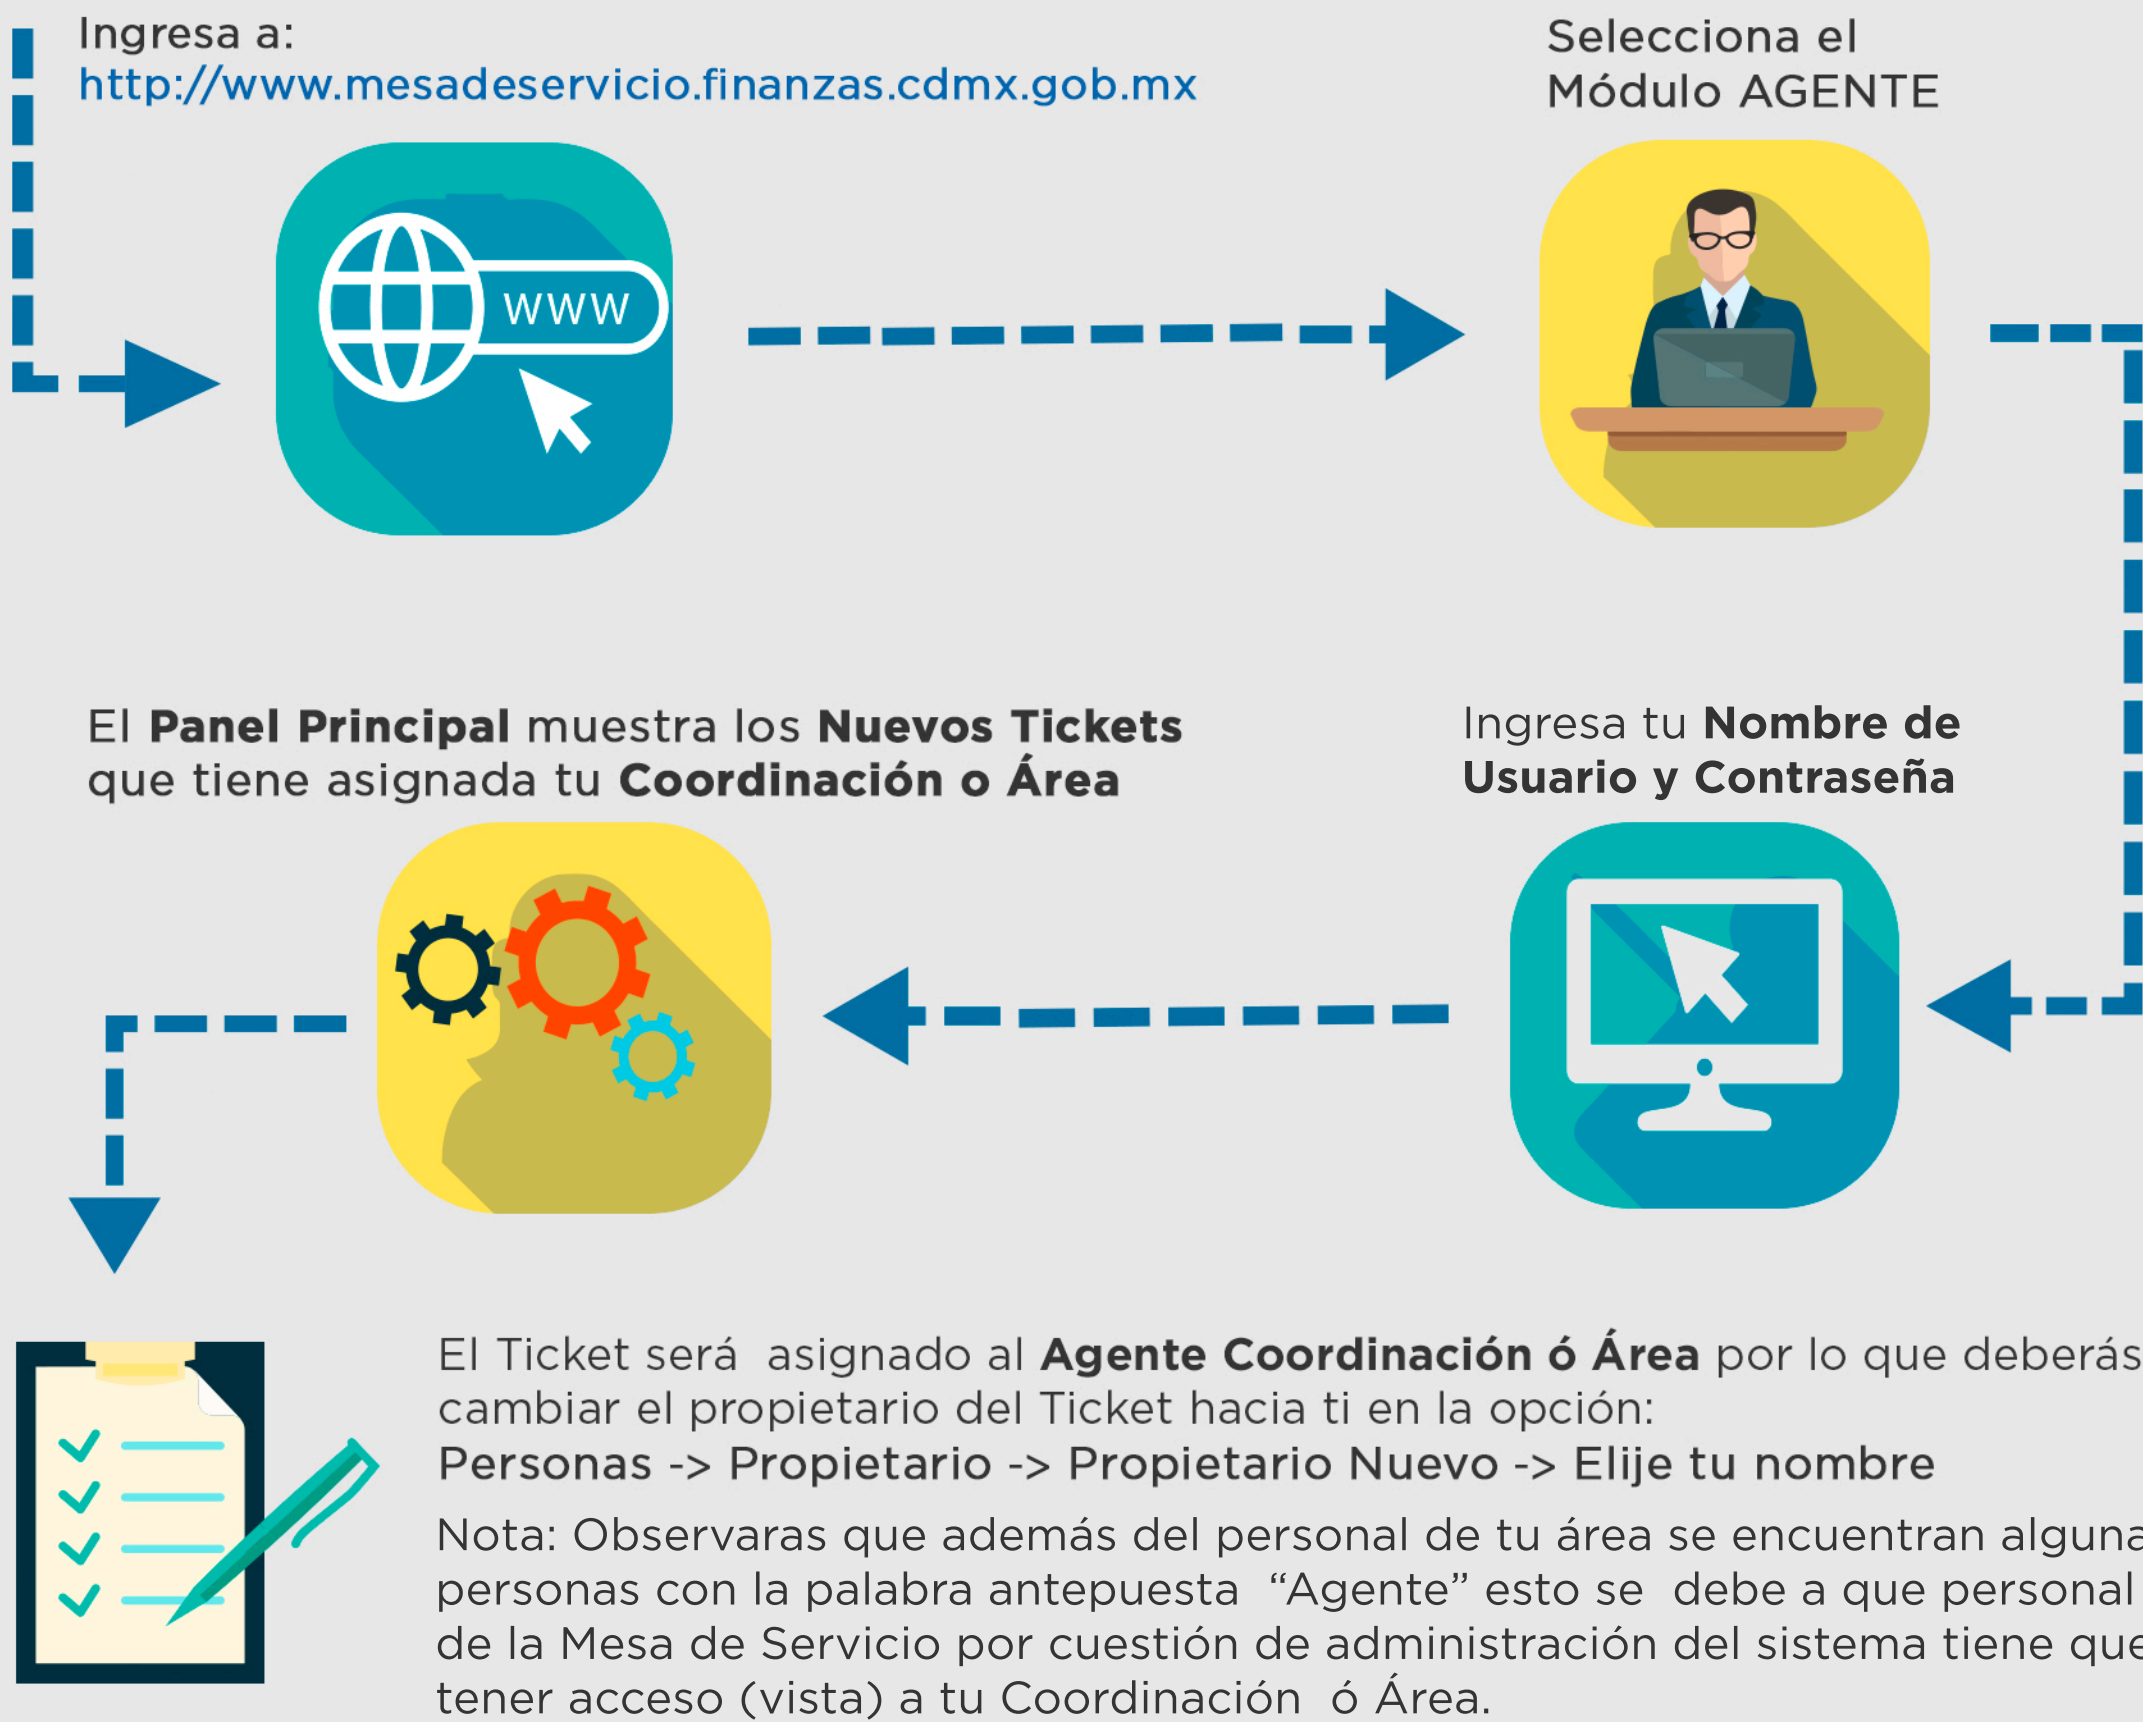 Ingresa a:
http://www.mesadeservicio.finanzas.cdmx.gob.mx
Selecciona el
Módulo AGENTE
WWW
Ingresa tu Nombre de
Usuario y Contraseña
El Panel Principal muestra los Nuevos Tickets
que tiene asignada tu Coordinación o Área
El Ticket será asignado al Agente Coordinación ó Área por lo que deberás
cambiar el propietario del Ticket hacia ti en la opción:
Personas -> Propietario -> Propietario Nuevo -> Elije tu nombre
Nota: Observaras que además del personal de tu área se encuentran alguna
personas con la palabra antepuesta “Agente” esto se debe a que personal
de la Mesa de Servicio por cuestión de administración del sistema tiene que
tener acceso (vista) a tu Coordinación ó Área.